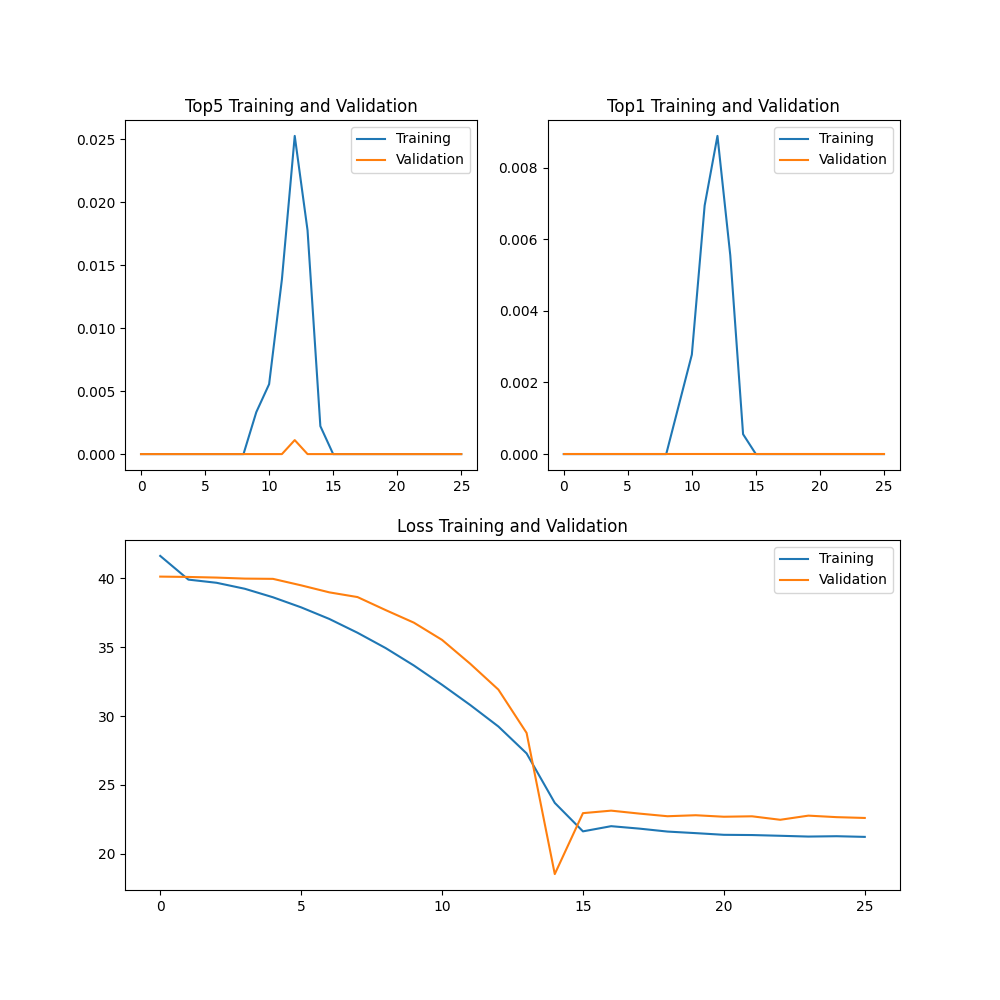 Top5 Training and Validation
Training
Validation
0.025
0.020
0.015
0.010
0.005
0.000
0 5 10 15 20 25
Top1 Training and Validation
Training
Validation
0.008
0.006
0.004
0.002
0.000
0 5 10 15 20 25
Loss Training and Validation
Training
Validation
40
35
30
25
20
0 5 10 15 20 25